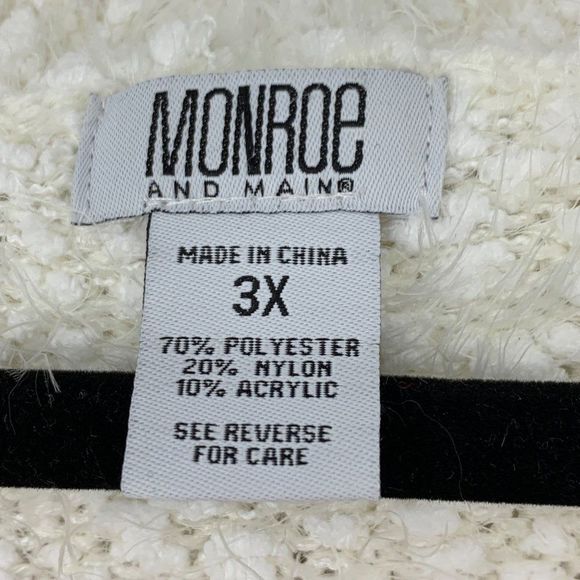 MONROE
AND MAIN®
MADE IN CHINA
3X
70% POLYESTER
20% NYLON
10% ACRYLIC
SEE REVERSE
FOR CARE